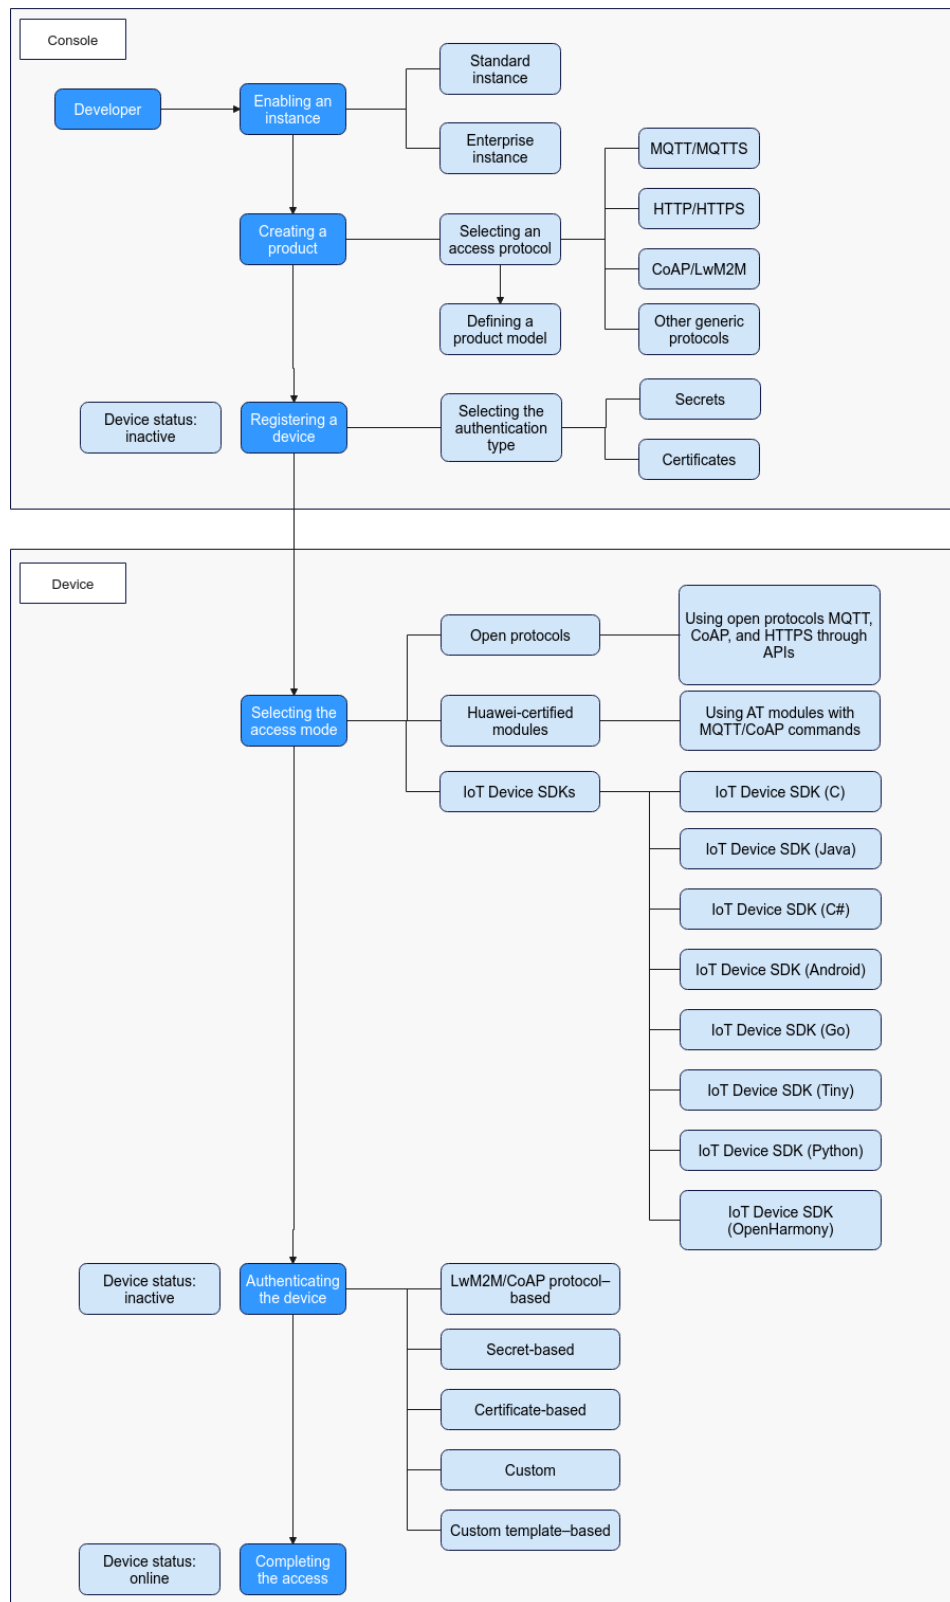 Console
Developer
Enabling an
instance
Standard
instance
Enterprise
instance
Creating a
product
Selecting an
access protocol
MQTT/MQTTS
HTTP/HTTPS
CoAP/LwM2M
Other generic
protocols
Defining a
product model
Device status:
inactive
Registering a
device
Selecting the
authentication
type
Secrets
Certificates
Device
Selecting the
access mode
Open protocols
Using open protocols MQTT,
CoAP, and HTTPS through
APIs
Huawei-certified
modules
Using AT modules with
MQTT/CoAP commands
IoT Device SDKs
IoT Device SDK (C)
IoT Device SDK (Java)
IoT Device SDK (C#)
IoT Device SDK (Android)
IoT Device SDK (Go)
IoT Device SDK (Tiny)
IoT Device SDK (Python)
IoT Device SDK
(OpenHarmony)
Device status:
inactive
Authenticating
the device
LwM2M/CoAP protocol–
based
Secret-based
Certificate-based
Custom
Custom template–based
Device status:
online
Completing
the access